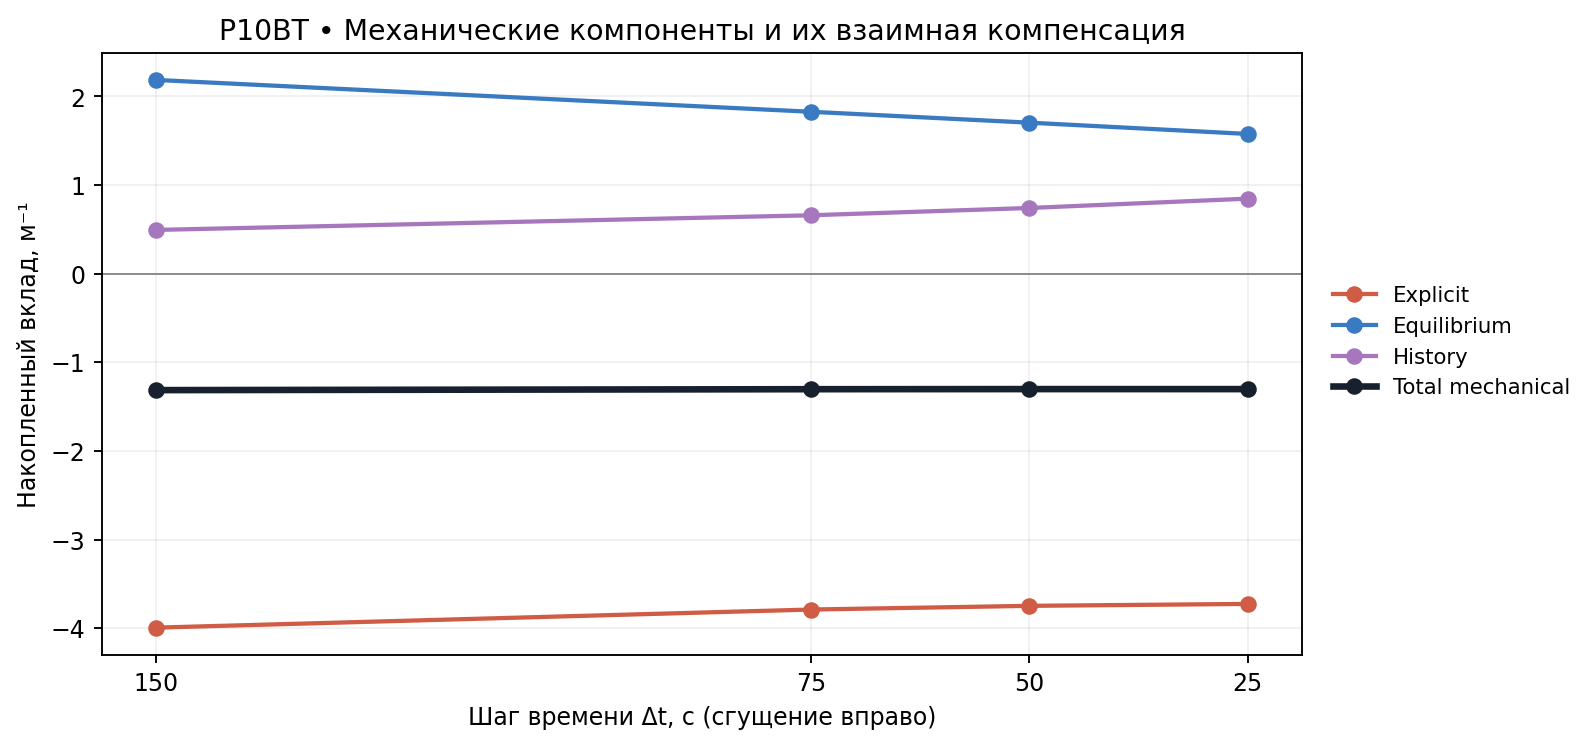 P10BT • Механические компоненты и их взаимная компенсация
Накопленный вклад, м⁻¹
2
1
0
−1
−2
−3
−4
150
75
50
25
Шаг времени Δt, с (сгущение вправо)
Explicit
Equilibrium
History
Total mechanical